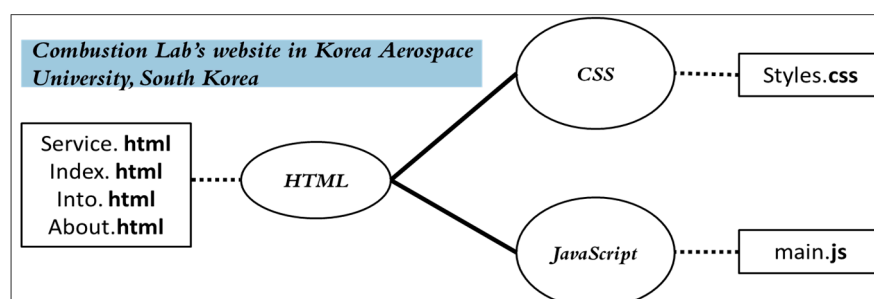 Combustion Lab's website in Korea Aerospace
University, South Korea
CSS
Styles.css
Service. html
Index. html
Into. html
About.html
HTML
JavaScript
main.js